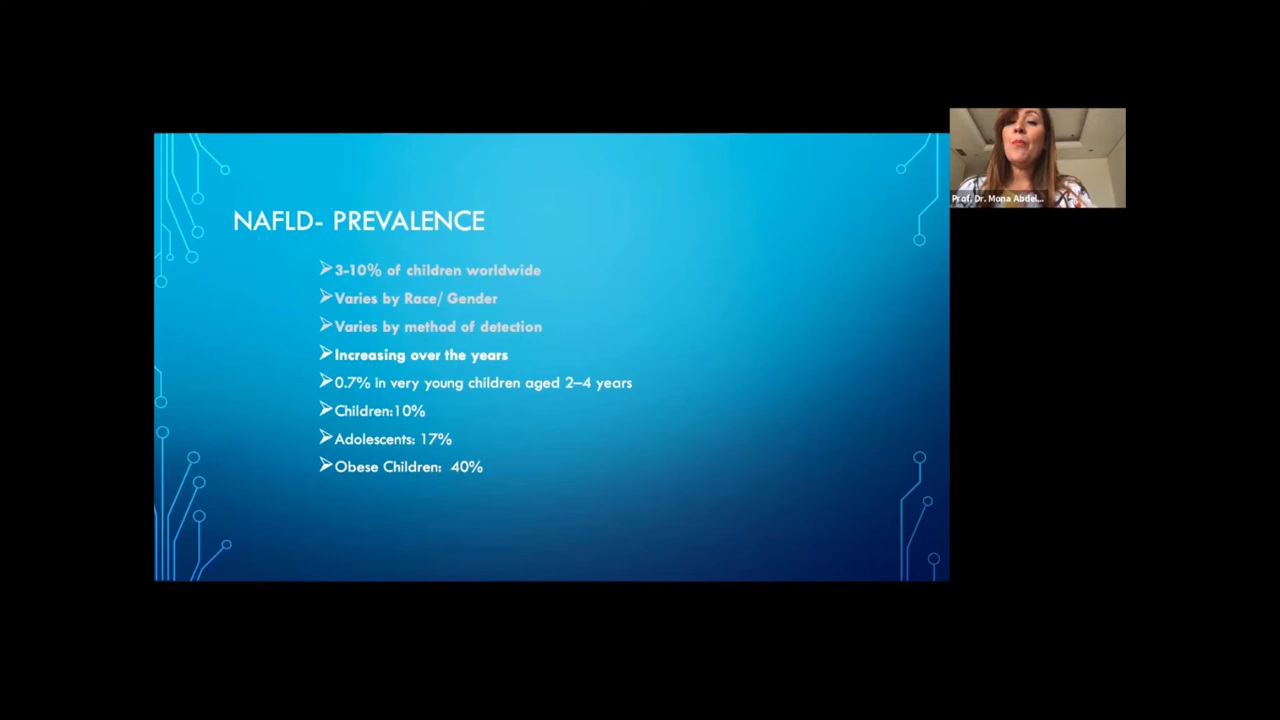 NAFLD- PREVALENCE
3-10% of children worldwide
Varies by Race/ Gender
Varies by method of detection
Increasing over the years
0.7% in very young children aged 2–4 years
Children:10%
Adolescents: 17%
Obese Children: 40%
Prof. Dr. Mona Abdel...